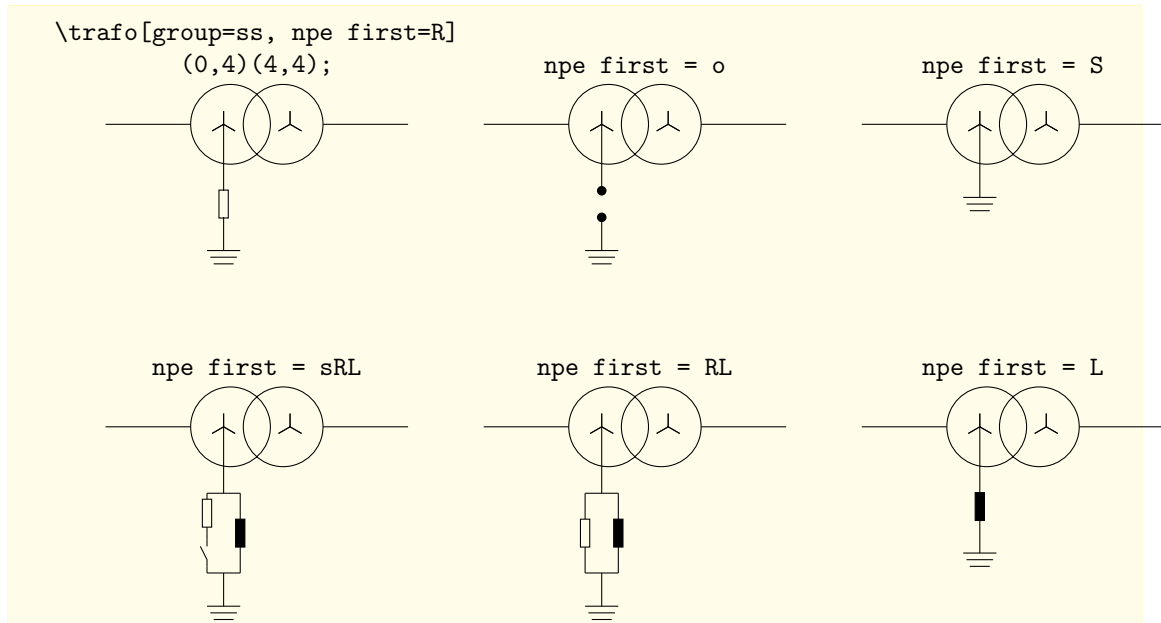 \trafo[group=ss, npe first=R]
(0,4)(4,4);
npe first = o
npe first = S
npe first = sRL
npe first = RL
npe first = L